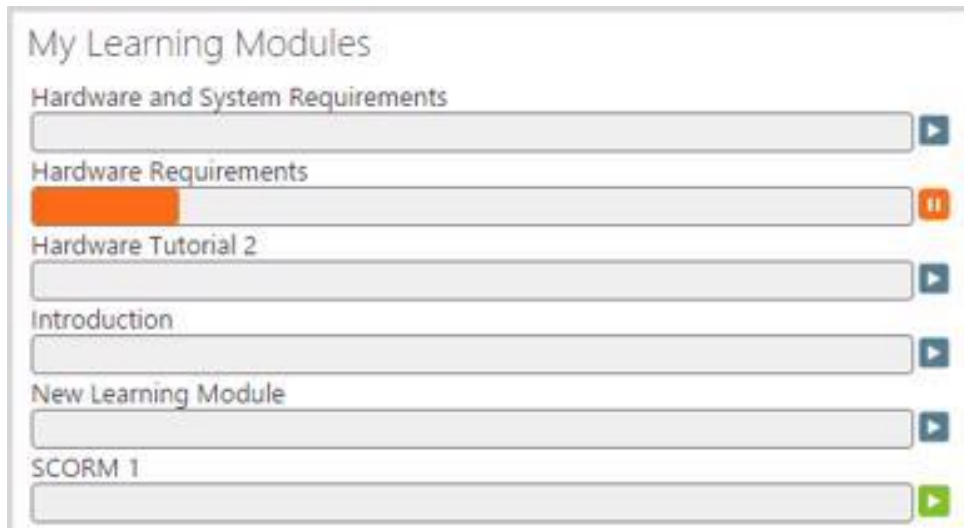 My Learning Modules
Hardware and System Requirements
Hardware Requirements
Hardware Tutorial 2
Introduction
New Learning Module
SCORM 1